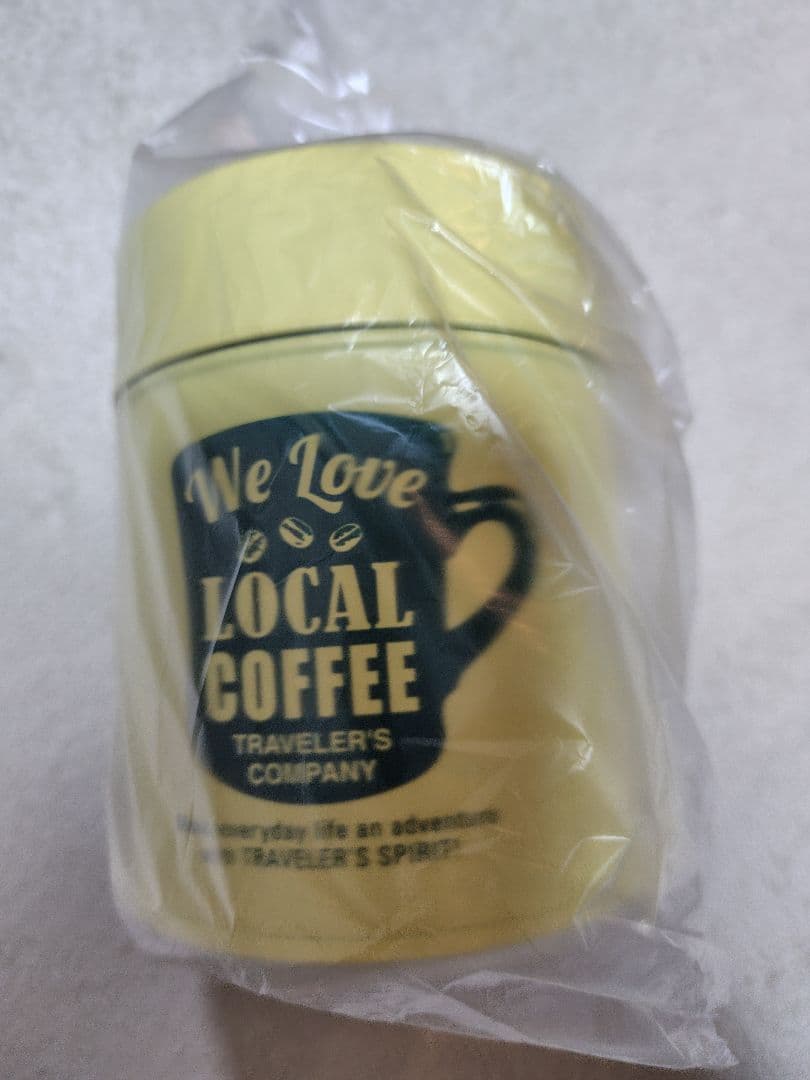 We Love
LOCAL
COFFEE
TRAVELER'S
COMPANY
everyday life an adventure
TRAVELER'S SPIRIT!